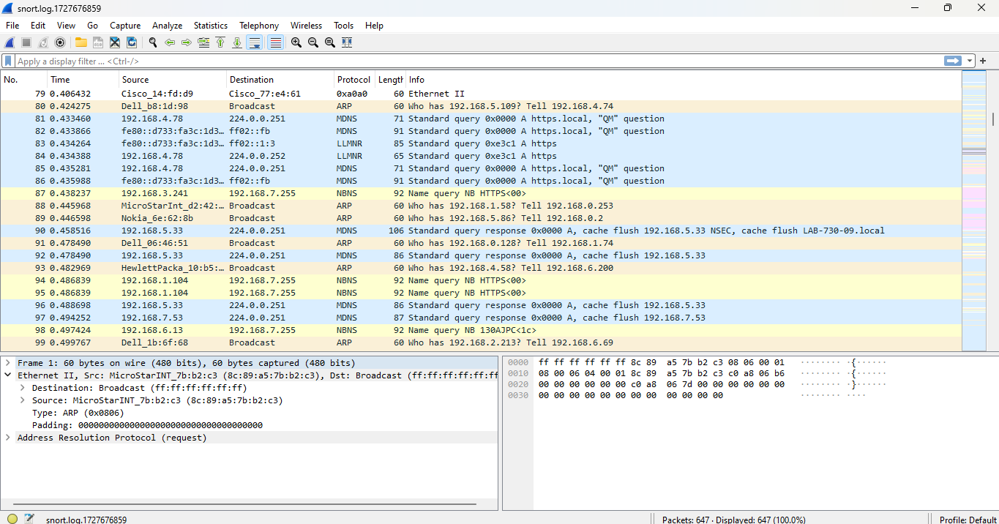 snort.log.1727676859
File Edit View Go Capture Analyze Statistics Telephony Wireless Tools Help
Apply a display filter ... <Ctrl-/>
No. Time Source Destination Protocol Length Info
79 0.406432 Cisco_14:fd:d9 Cisco_77:e4:61 0xa0a0 60 Ethernet II
80 0.424275 Dell_b8:1d:98 Broadcast ARP 60 Who has 192.168.5.109? Tell 192.168.4.74
81 0.433460 192.168.4.78 224.0.0.251 MDNS 71 Standard query 0x0000 A https.local, "QM" question
82 0.433866 fe80::d733:fa3c:1d3… ff02::fb MDNS 91 Standard query 0x0000 A https.local, "QM" question
83 0.434264 fe80::d733:fa3c:1d3… ff02::1:3 LLMNR 85 Standard query 0xe3c1 A https
84 0.434388 192.168.4.78 224.0.0.252 LLMNR 65 Standard query 0xe3c1 A https
85 0.435281 192.168.4.78 224.0.0.251 MDNS 71 Standard query 0x0000 A https.local, "QM" question
86 0.435988 fe80::d733:fa3c:1d3… ff02::fb MDNS 91 Standard query 0x0000 A https.local, "QM" question
87 0.438237 192.168.3.241 192.168.7.255 NBNS 92 Name query NB HTTPS<00>
88 0.445968 MicroStarInt_d2:42:… Broadcast ARP 60 Who has 192.168.1.58? Tell 192.168.0.253
89 0.446598 Nokia_6e:62:8b Broadcast ARP 60 Who has 192.168.5.86? Tell 192.168.0.2
90 0.458516 192.168.5.33 224.0.0.251 MDNS 106 Standard query response 0x0000 A, cache flush 192.168.5.33 NSEC, cache flush LAB-730-09.local
91 0.478490 Dell_06:46:51 Broadcast ARP 60 Who has 192.168.0.128? Tell 192.168.1.74
92 0.478490 192.168.5.33 224.0.0.251 MDNS 86 Standard query response 0x0000 A, cache flush 192.168.5.33
93 0.482969 HewlettPacka_10:b5:… Broadcast ARP 60 Who has 192.168.4.58? Tell 192.168.6.200
94 0.486839 192.168.1.104 192.168.7.255 NBNS 92 Name query NB HTTPS<00>
95 0.486839 192.168.1.104 192.168.7.255 NBNS 92 Name query NB HTTPS<00>
96 0.488698 192.168.5.33 224.0.0.251 MDNS 86 Standard query response 0x0000 A, cache flush 192.168.5.33
97 0.494252 192.168.7.53 224.0.0.251 MDNS 87 Standard query response 0x0000 A, cache flush 192.168.7.53
98 0.497424 192.168.6.13 192.168.7.255 NBNS 92 Name query NB 130AJPC<1c>
99 0.499767 Dell_1b:6f:68 Broadcast ARP 60 Who has 192.168.2.213? Tell 192.168.6.69
Frame 1: 60 bytes on wire (480 bits), 60 bytes captured (480 bits)
Ethernet II, Src: MicroStarINT_7b:b2:c3 (8c:89:a5:7b:b2:c3), Dst: Broadcast (ff:ff:ff:ff:ff:ff
Destination: Broadcast (ff:ff:ff:ff:ff:ff)
Source: MicroStarINT_7b:b2:c3 (8c:89:a5:7b:b2:c3)
Type: ARP (0x0806)
Padding: 000000000000000000000000000000000000
Address Resolution Protocol (request)
0000 ff ff ff ff ff ff 8c 89 a5 7b b2 c3 08 06 00 01 ········ ·{······
0010 08 00 06 04 00 01 8c 89 a5 7b b2 c3 c0 a8 06 b6 ········ ·{······
0020 00 00 00 00 00 00 c0 a8 06 7d 00 00 00 00 00 00 ········ ·}······
0030 00 00 00 00 00 00 00 00 00 00 00 00 ········ ····
snort.log.1727676859
Packets: 647 · Displayed: 647 (100.0%)
Profile: Default